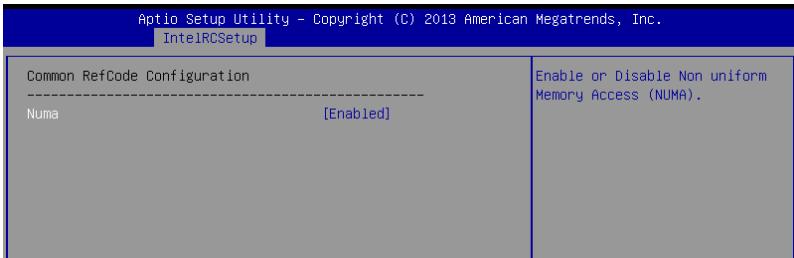 Aptio Setup Utility – Copyright (C) 2013 American Megatrends, Inc.
IntelRCSetup
Common RefCode Configuration
--------------------------------------------------
Numa [Enabled]
Enable or Disable Non uniform
Memory Access (NUMA).